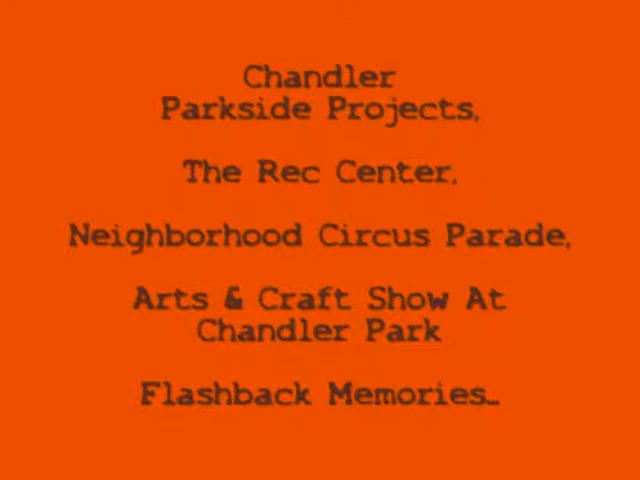 Chandler
Parkside Projects,
The Rec Center,
Neighborhood Circus Parade,
Arts & Craft Show At
Chandler Park
Flashback Memories...